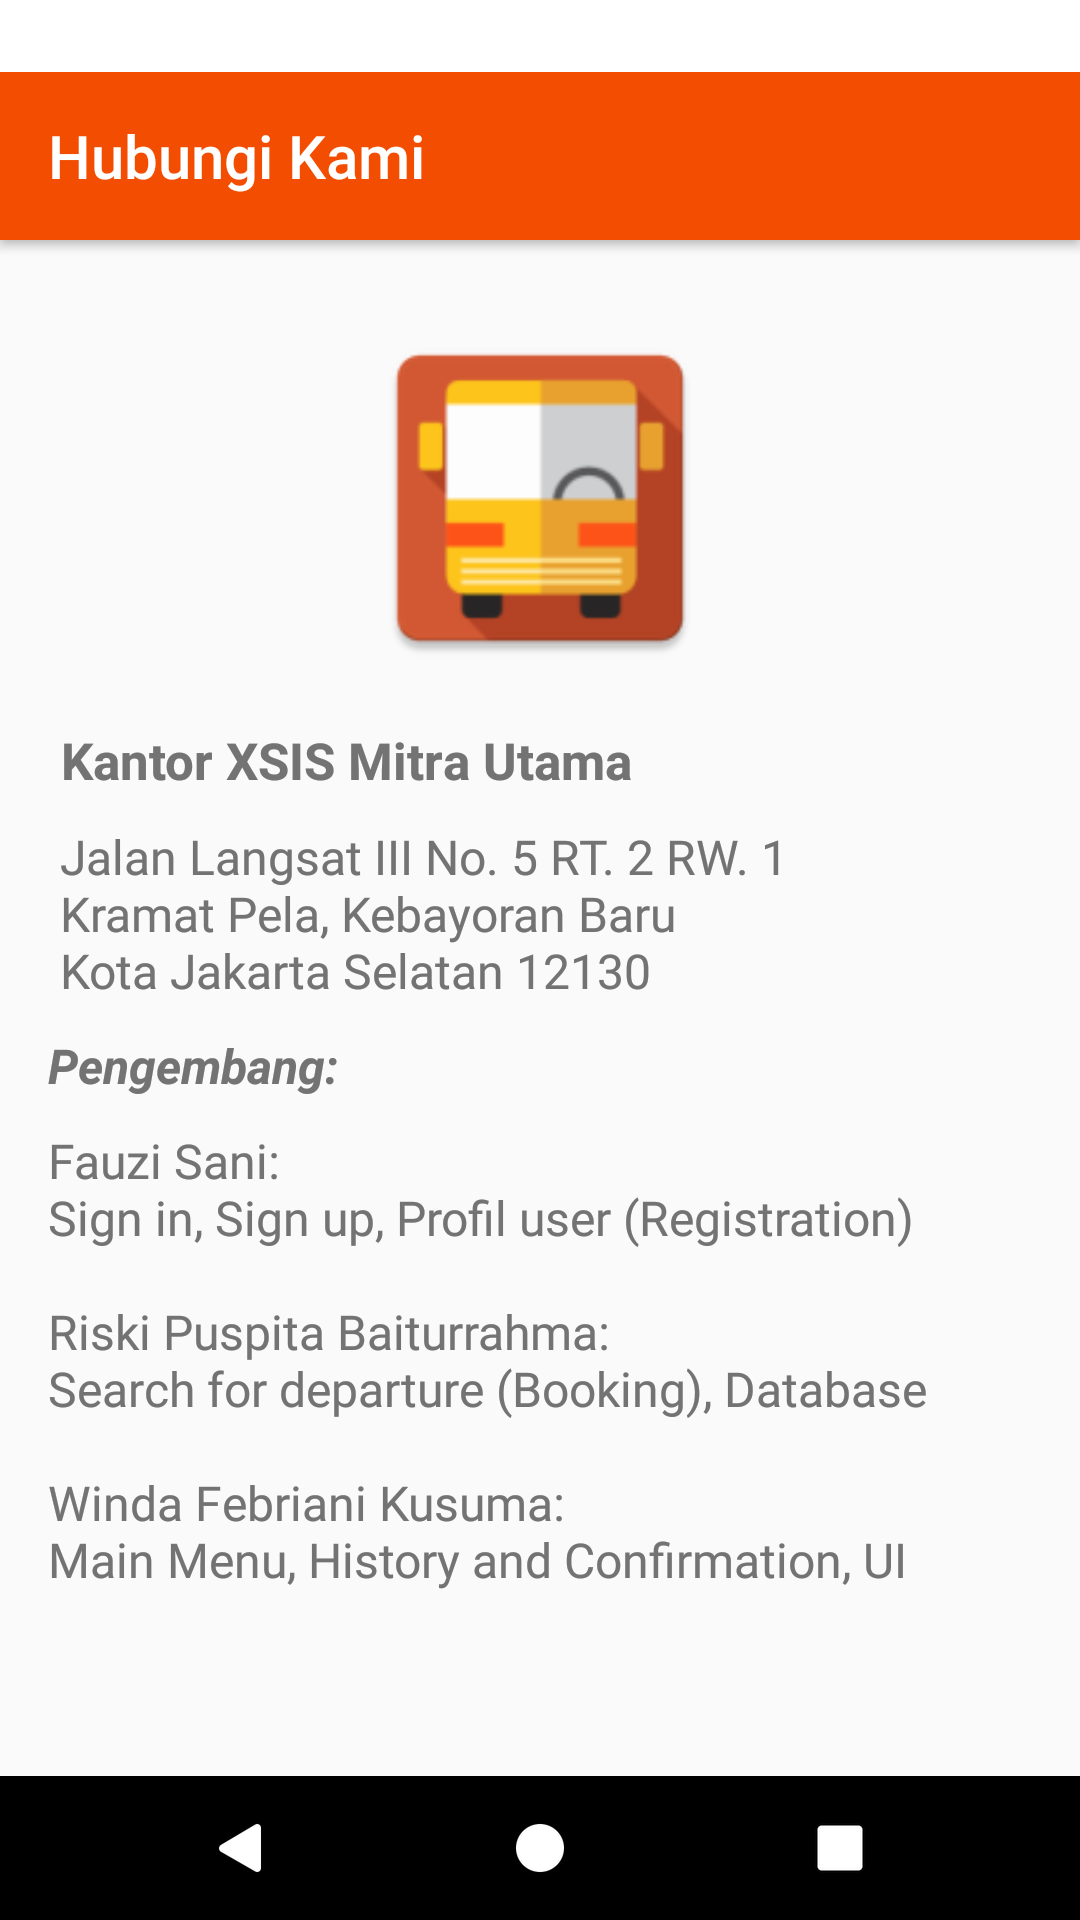 Hubungi Kami
Kantor XSIS Mitra Utama
Jalan Langsat III No. 5 RT. 2 RW. 1
Kramat Pela, Kebayoran Baru
Kota Jakarta Selatan 12130
Pengembang:
Fauzi Sani:
Sign in, Sign up, Profil user (Registration)
Riski Puspita Baiturrahma:
Search for departure (Booking), Database
Winda Febriani Kusuma:
Main Menu, History and Confirmation, UI